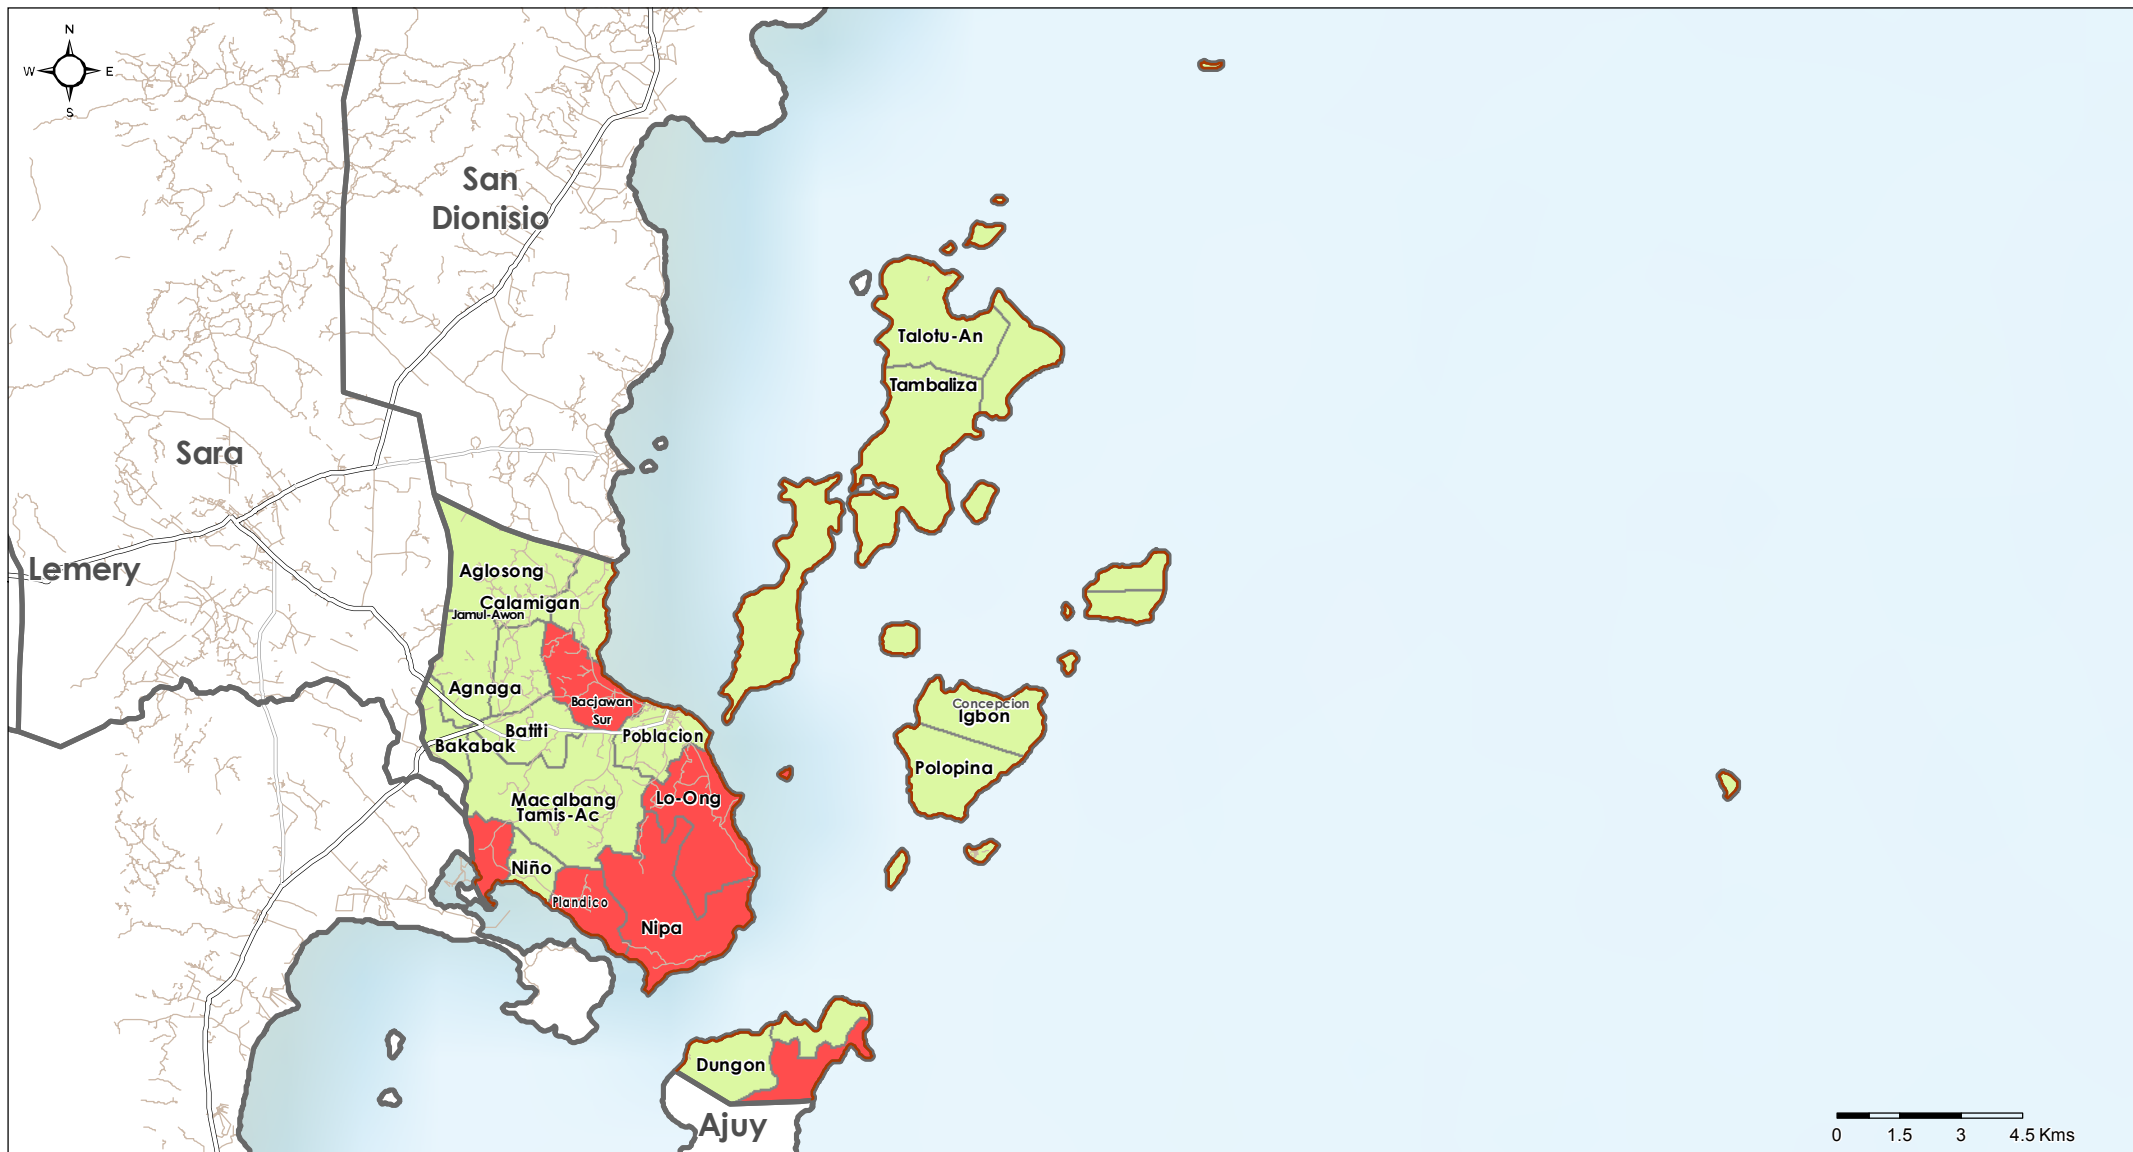 N
W E
S
San
Dionisio
Talotu-An
Tambaliza
Sara
Lemery
Aglosong
Calamigan
Jamul-Awon
Agnaga
Bacjawan
Sur
Concepcion
Igbon
Batiti
Poblacion
Bakabak
Polopina
Macalbang
Lo-Ong
Tamis-Ac
Niño
Plandico
Nipa
Dungon
Ajuy
0 1.5 3 4.5 Kms